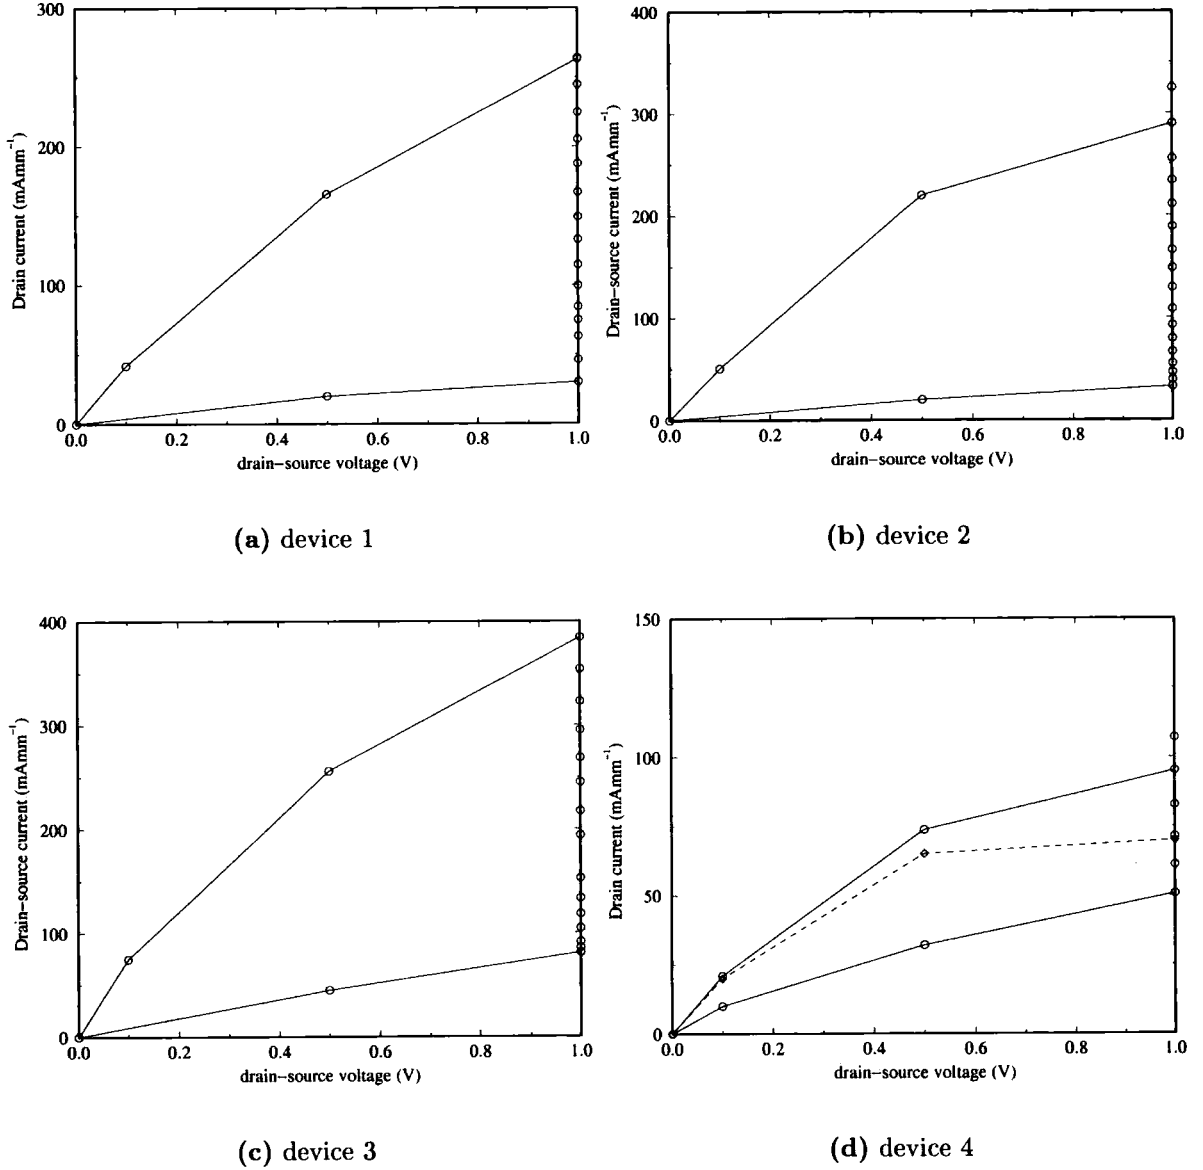 300
200
100
0
Drain current (mAmm⁻¹)
0.0 0.2 0.4 0.6 0.8 1.0
drain−source voltage (V)
(a) device 1
400
300
200
100
0
Drain−source current (mAmm⁻¹)
0.0 0.2 0.4 0.6 0.8 1.0
drain−source voltage (V)
(b) device 2
400
300
200
100
0
Drain−source current (mAmm⁻¹)
0.0 0.2 0.4 0.6 0.8 1.0
drain−source voltage (V)
(c) device 3
150
100
50
0
Drain current (mAmm⁻¹)
0.0 0.2 0.4 0.6 0.8 1.0
drain−source voltage (V)
(d) device 4